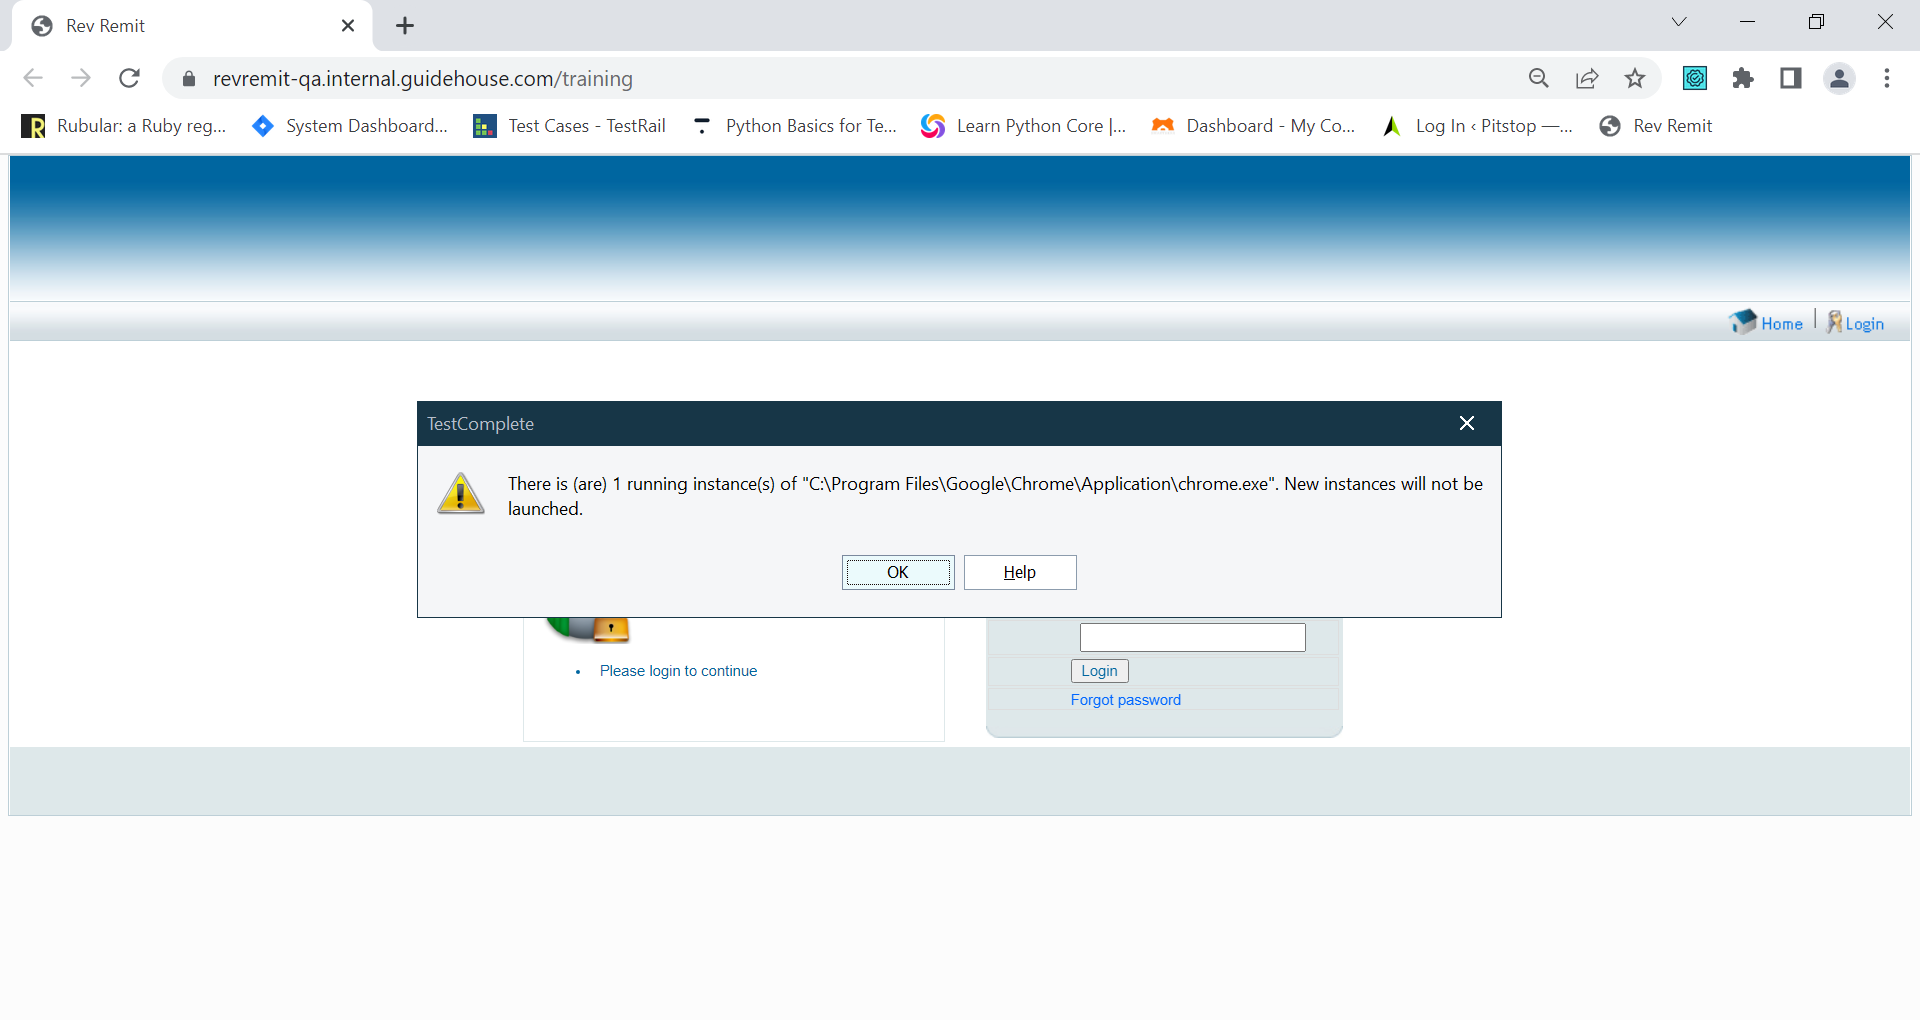 Rev Remit
revremit-qa.internal.guidehouse.com/training
Rubular: a Ruby reg...
System Dashboard...
Test Cases - TestRail
Python Basics for Te...
Learn Python Core |...
Dashboard - My Co...
Log In ‹ Pitstop —...
Rev Remit
Home
Login
TestComplete
There is (are) 1 running instance(s) of "C:\Program Files\Google\Chrome\Application\chrome.exe". New instances will not be
launched.
OK
Help
Please login to continue
Login
Forgot password